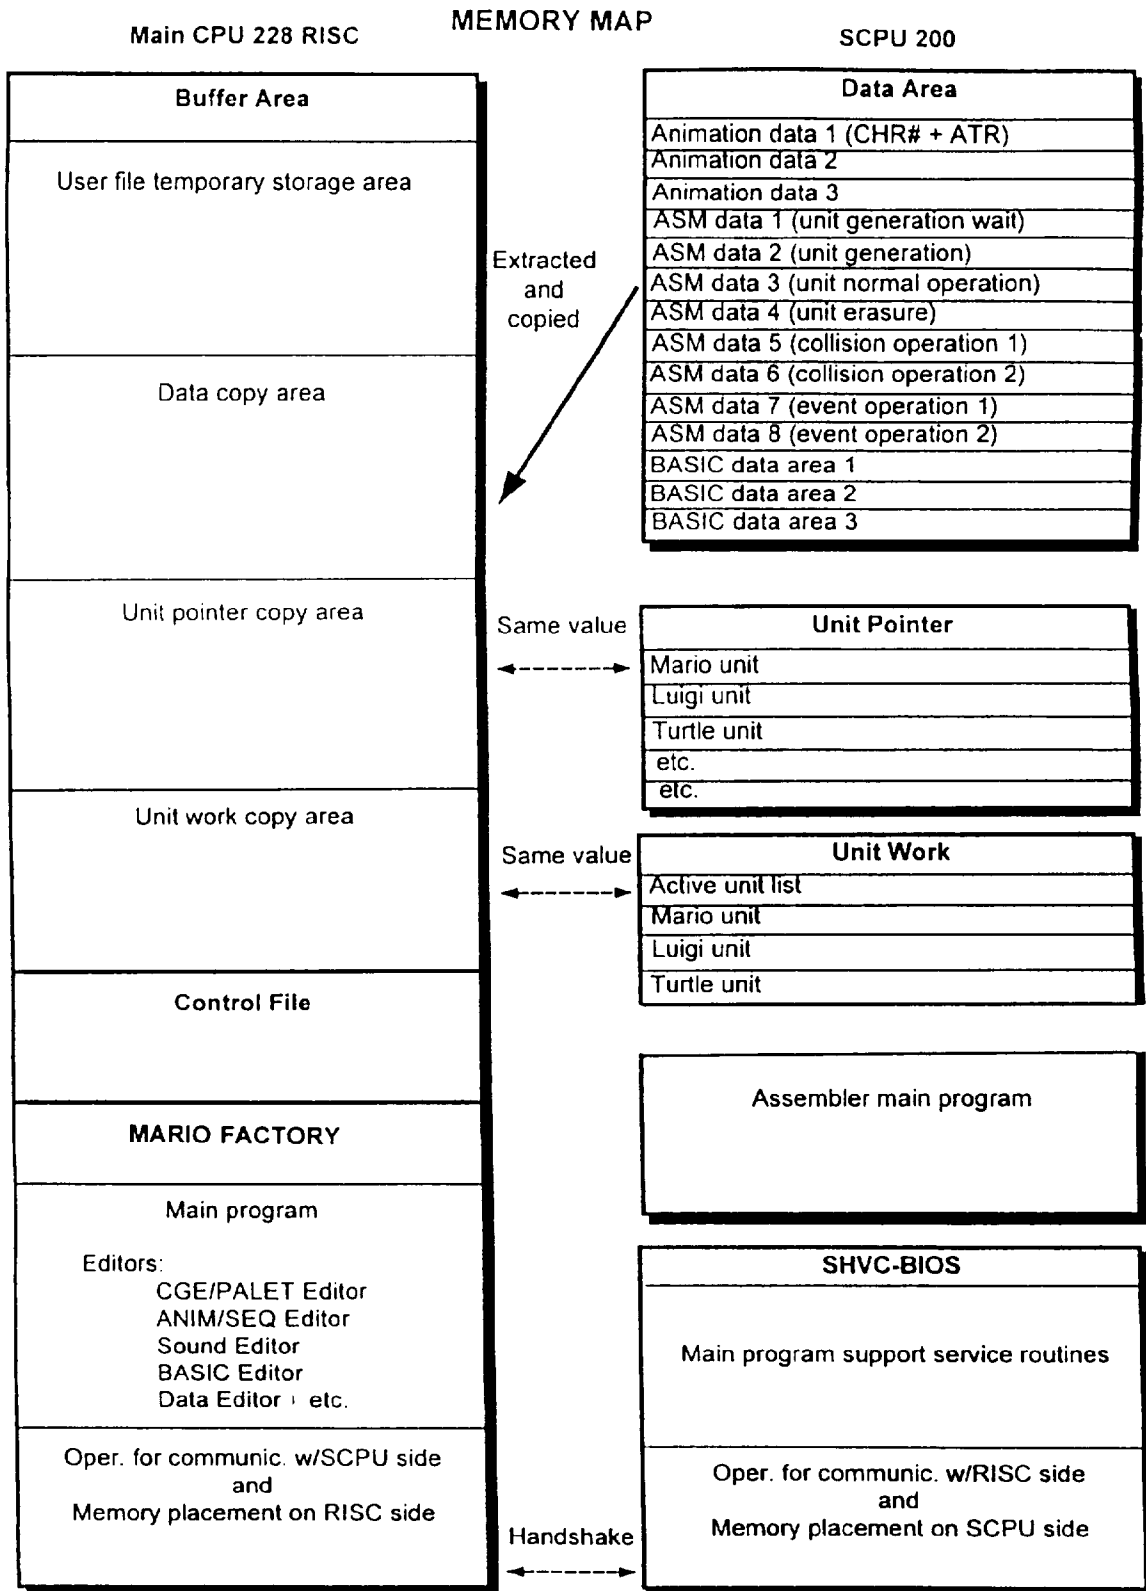 MEMORY MAP
Main CPU 228 RISC
Buffer Area
User file temporary storage area
Data copy area
Unit pointer copy area
Unit work copy area
Control File
MARIO FACTORY
Main program
Editors:
CGE/PALET Editor
ANIM/SEQ Editor
Sound Editor
BASIC Editor
Data Editor + etc.
Oper. for communic. w/SCPU side
and
Memory placement on RISC side
Extracted
and
copied
Same value
Same value
Handshake
SCPU 200
Data Area
Animation data 1 (CHR# + ATR)
Animation data 2
Animation data 3
ASM data 1 (unit generation wait)
ASM data 2 (unit generation)
ASM data 3 (unit normal operation)
ASM data 4 (unit erasure)
ASM data 5 (collision operation 1)
ASM data 6 (collision operation 2)
ASM data 7 (event operation 1)
ASM data 8 (event operation 2)
BASIC data area 1
BASIC data area 2
BASIC data area 3
Unit Pointer
Mario unit
Luigi unit
Turtle unit
etc.
etc.
Unit Work
Active unit list
Mario unit
Luigi unit
Turtle unit
Assembler main program
SHVC-BIOS
Main program support service routines
Oper. for communic. w/RISC side
and
Memory placement on SCPU side